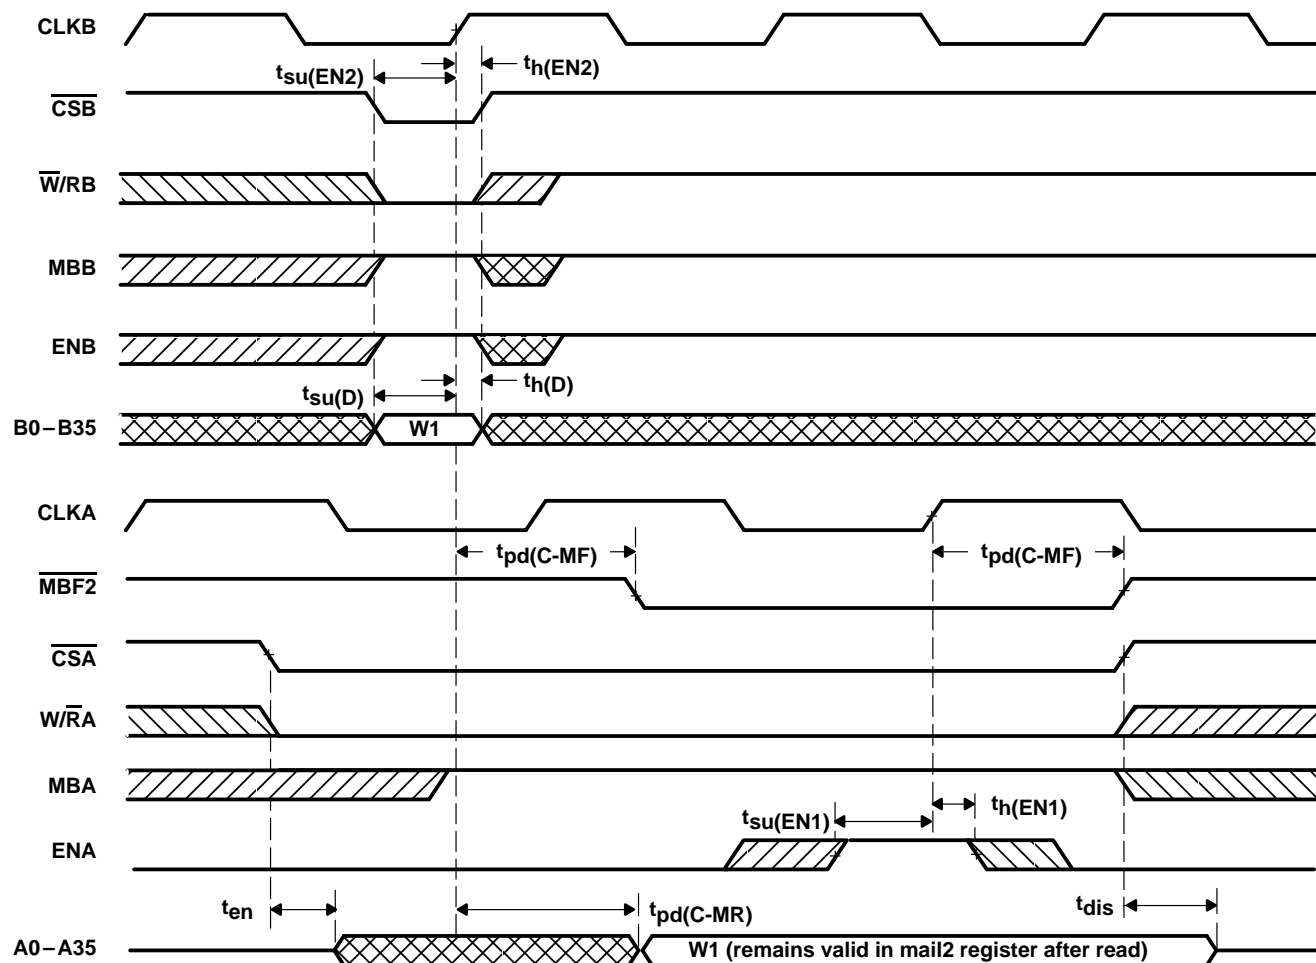 CLKB
tsu(EN2)
th(EN2)
CSB
W/RB
MBB
ENB
tsu(D)
th(D)
B0–B35
W1
CLKA
tpd(C-MF)
tpd(C-MF)
MBF2
CSA
W/RA
MBA
tsu(EN1)
th(EN1)
ENA
ten
tpd(C-MR)
tdis
A0–A35
W1 (remains valid in mail2 register after read)